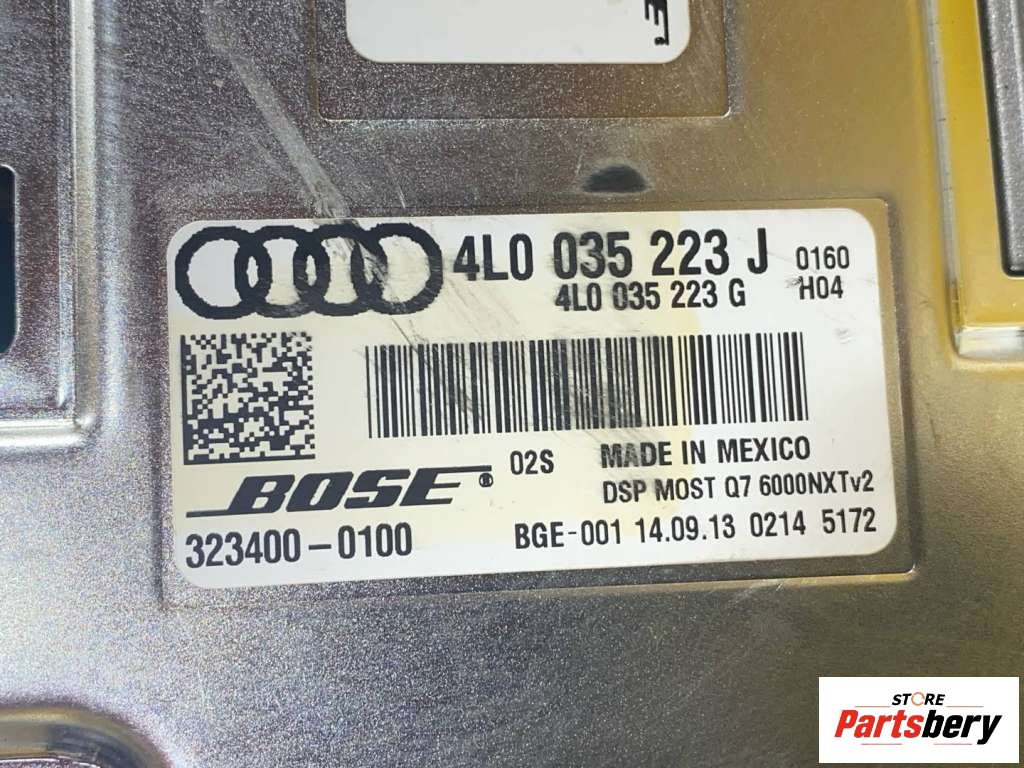 4L0 035 223 J 0160
4L0 035 223 G H04
02S MADE IN MEXICO
BOSE® DSP MOST Q7 6000NXTv2
323400-0100 BGE-001 14.09.13 0214 5172
STORE
Partsbery